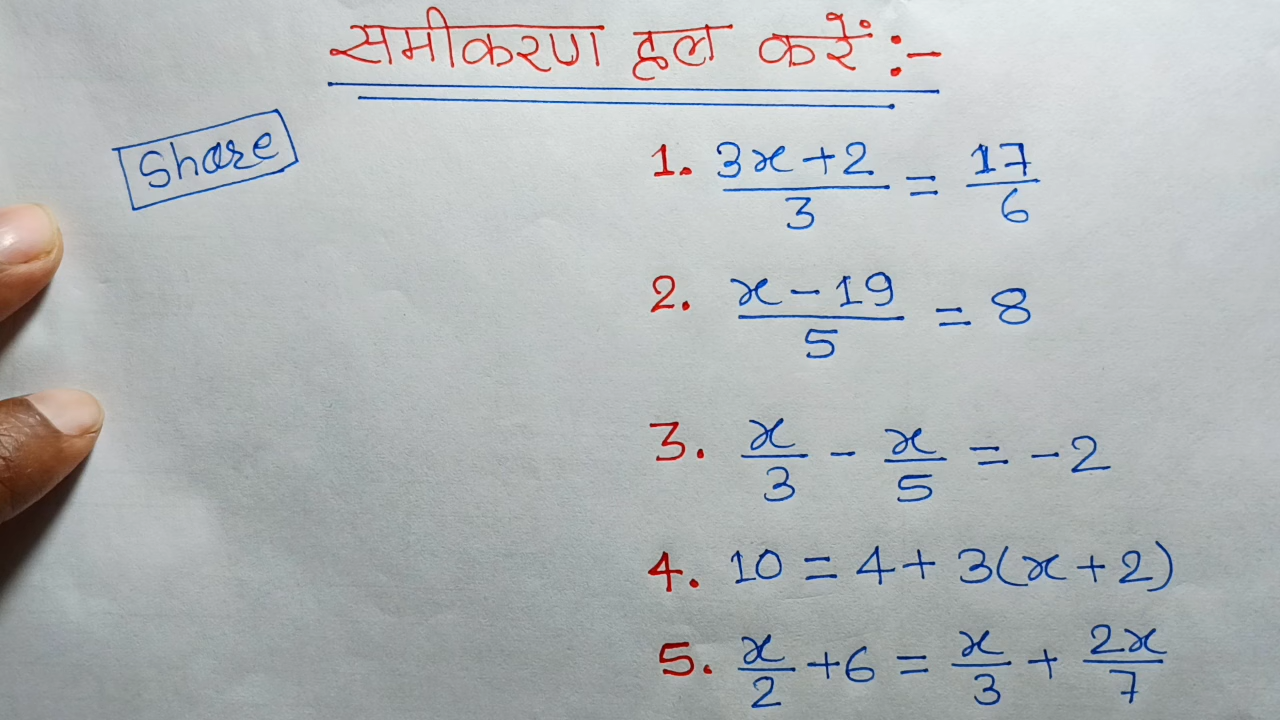 समीकरण हल करें :-
Share
1. (3x+2)/3 = 17/6
2. (x-19)/5 = 8
3. x/3 - x/5 = -2
4. 10 = 4+3(x+2)
5. x/2 +6 = x/3 + 2x/7